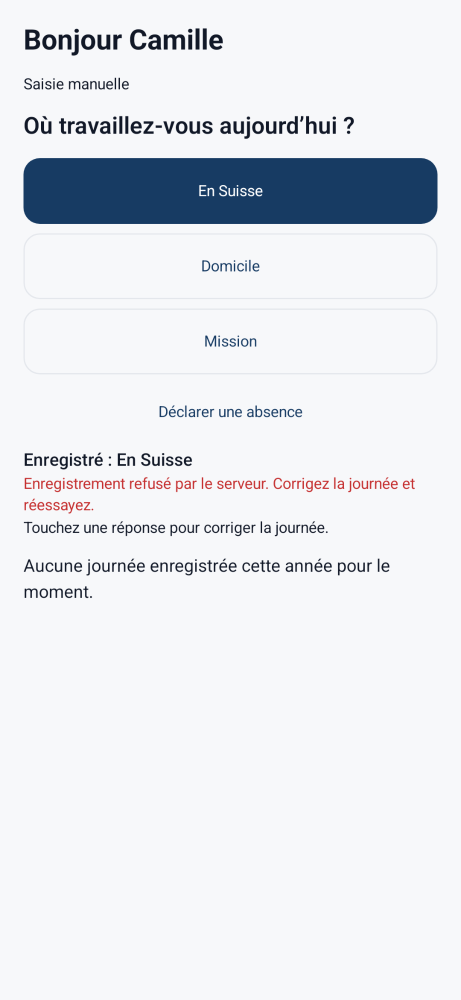 Bonjour Camille
Saisie manuelle
Où travaillez-vous aujourd’hui ?
En Suisse
Domicile
Mission
Déclarer une absence
Enregistré : En Suisse
Enregistrement refusé par le serveur. Corrigez la journée et
réessayez.
Touchez une réponse pour corriger la journée.
Aucune journée enregistrée cette année pour le
moment.